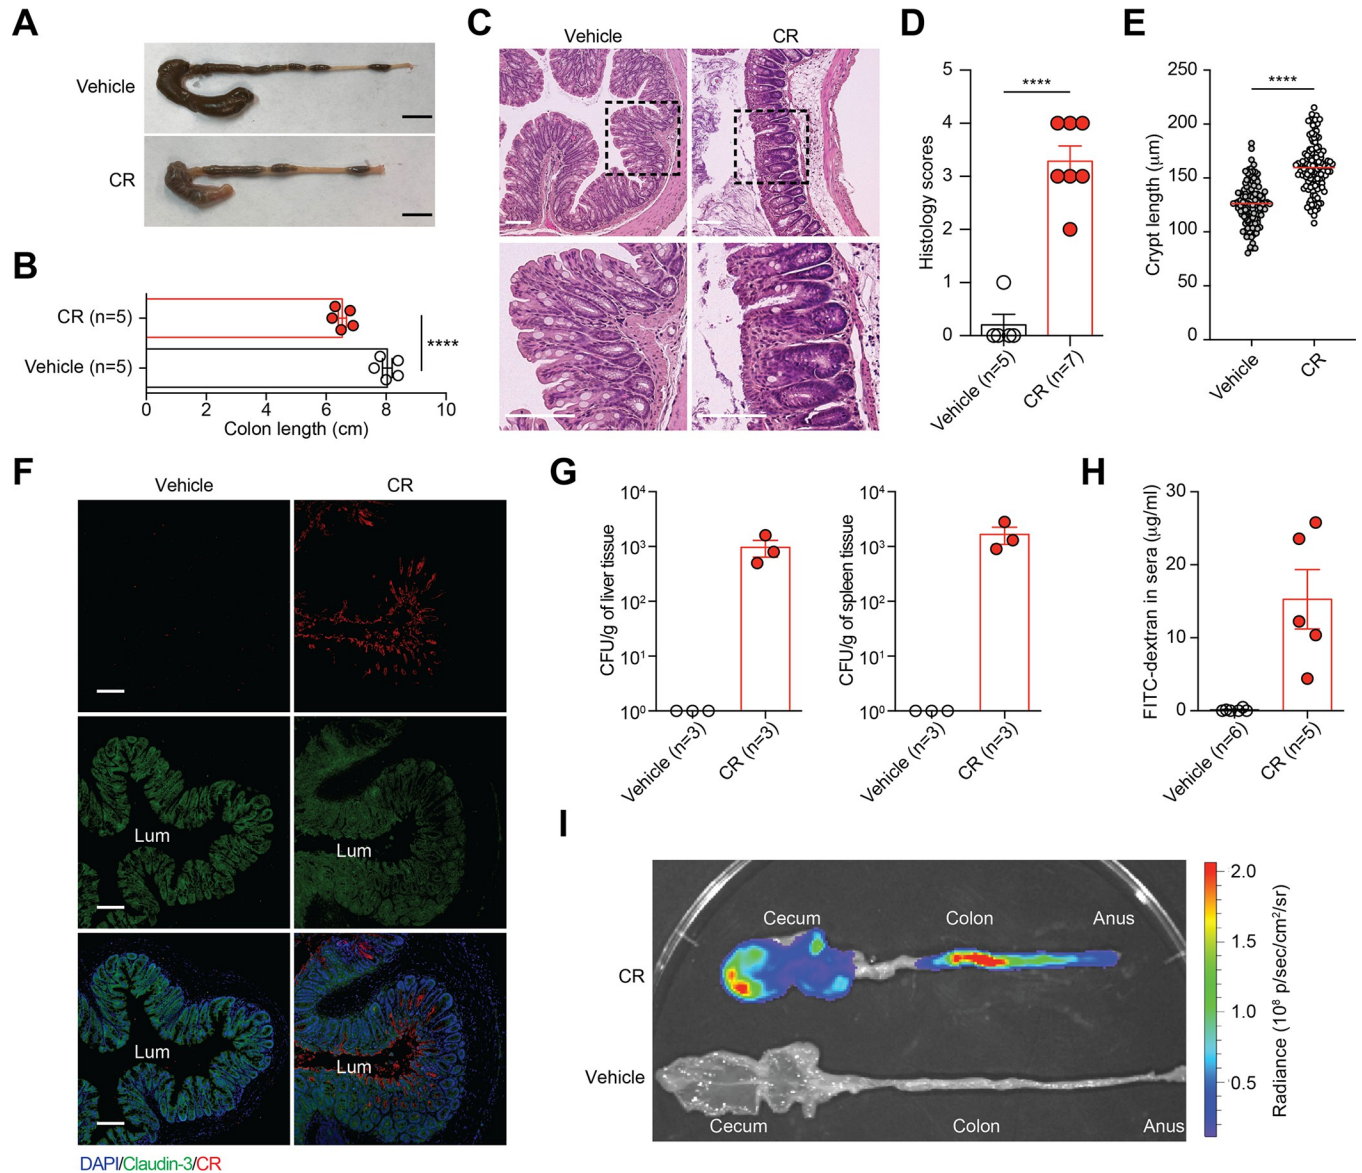 A
Vehicle
CR
B
CR (n=5)
Vehicle (n=5)
****
0 2 4 6 8 10
Colon length (cm)
C
Vehicle CR
D
Histology scores
5
4
3
2
1
0
****
Vehicle (n=5)
CR (n=7)
E
Crypt length (μm)
250
200
150
100
50
0
****
Vehicle
CR
F
Vehicle CR
Lum
Lum
Lum
Lum
DAPI/Claudin-3/CR
G
CFU/g of liver tissue
10⁴
10³
10²
10¹
10⁰
Vehicle (n=3)
CR (n=3)
CFU/g of spleen tissue
10⁴
10³
10²
10¹
10⁰
Vehicle (n=3)
CR (n=3)
H
FITC-dextran in sera (μg/ml)
30
20
10
0
Vehicle (n=6)
CR (n=5)
I
Cecum Colon Anus
CR
Vehicle
Cecum Colon Anus
2.0
1.5
1.0
0.5
Radiance (10⁸ p/sec/cm²/sr)